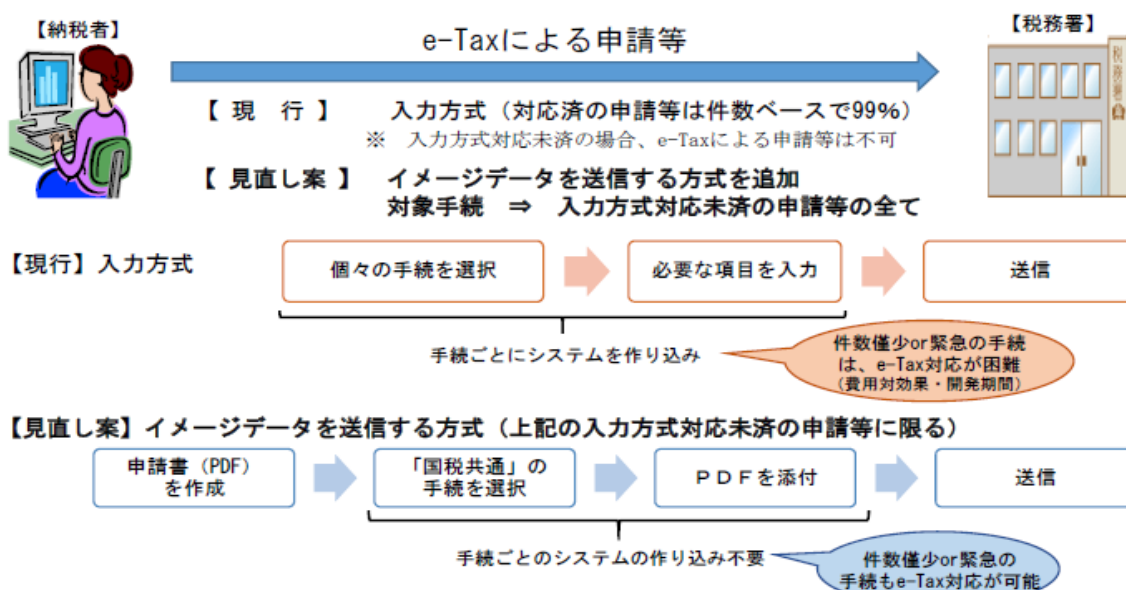 【納税者】
【税務署】
e-Taxによる申請等
税務署
【 現　行 】　入力方式（対応済の申請等は件数ベースで99%）
※　入力方式対応未済の場合、e-Taxによる申請等は不可
【 見直し案 】　イメージデータを送信する方式を追加
対象手続　⇒　入力方式対応未済の申請等の全て
【現行】入力方式
個々の手続を選択
必要な項目を入力
送信
手続ごとにシステムを作り込み
件数僅少or緊急の手続
は、e-Tax対応が困難
（費用対効果・開発期間）
【見直し案】イメージデータを送信する方式（上記の入力方式対応未済の申請等に限る）
申請書（PDF）
を作成
「国税共通」の
手続を選択
ＰＤＦを添付
送信
手続ごとのシステムの作り込み不要
件数僅少or緊急の
手続もe-Tax対応が可能